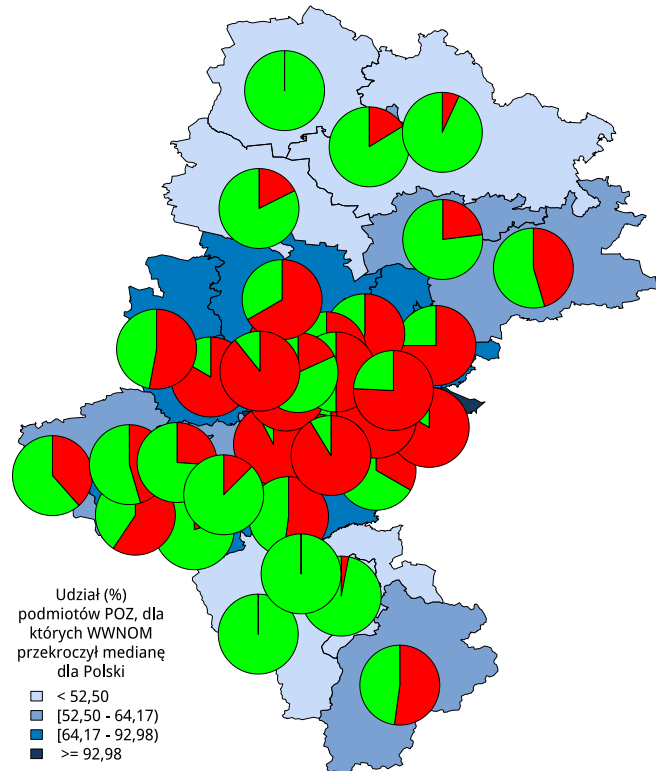 Udział (%)
podmiotów POZ, dla
których WWNOM
przekroczył medianę
dla Polski
< 52,50
[52,50 - 64,17)
[64,17 - 92,98)
>= 92,98